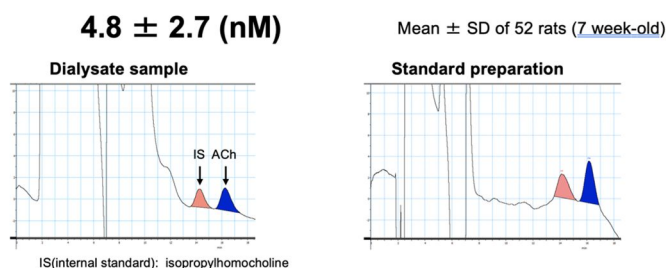 4.8 ± 2.7 (nM)
Mean ± SD of 52 rats (7 week-old)
Dialysate sample
Standard preparation
IS ACh
IS(internal standard): isopropylhomocholine